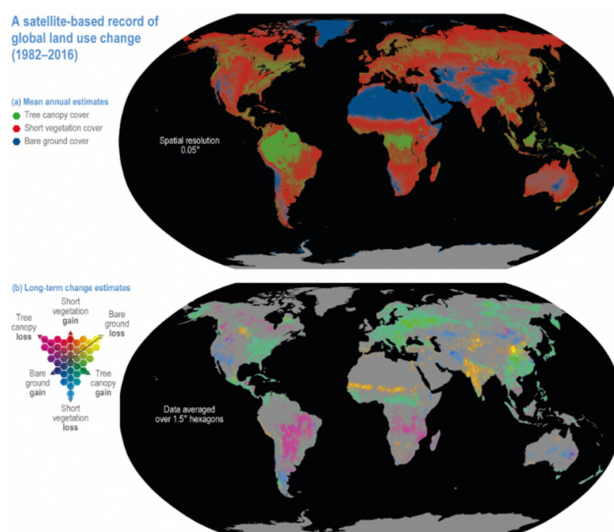 A satellite-based record of
global land use change
(1982–2016)
(a) Mean annual estimates
Tree canopy cover
Short vegetation cover
Bare ground cover
Spatial resolution
0.05°
(b) Long-term change estimates
Short
vegetation
gain
Tree
canopy
loss
Bare
ground
loss
Bare
ground
gain
Tree
canopy
gain
Short
vegetation
loss
Data averaged
over 1.5° hexagons